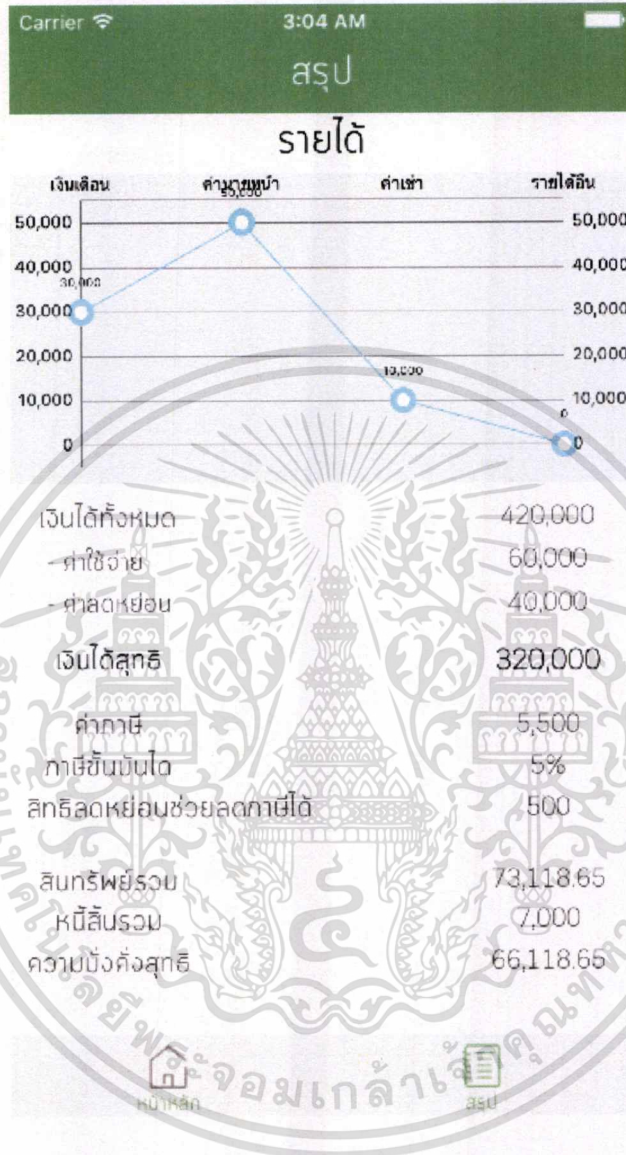 Carrier 3:04 AM
สรุป
รายได้
เงินเดือน ค่านายหน้า ค่าเช่า รายได้อื่น
50,000
50,000 50,000
40,000 40,000
30,000
30,000 30,000
20,000 20,000
10,000
10,000 10,000
0
0 0
เงินได้ทั้งหมด 420,000
- ค่าใช้จ่าย 60,000
- ค่าลดหย่อน 40,000
เงินได้สุทธิ 320,000
ค่าภาษี 5,500
ภาษีขั้นบันได 5%
สิทธิลดหย่อนช่วยลดภาษีได้ 500
สินทรัพย์รวม 73,118.65
หนี้สินรวม 7,000
ความมั่งคั่งสุทธิ 66,118.65
หน้าหลัก สรุป